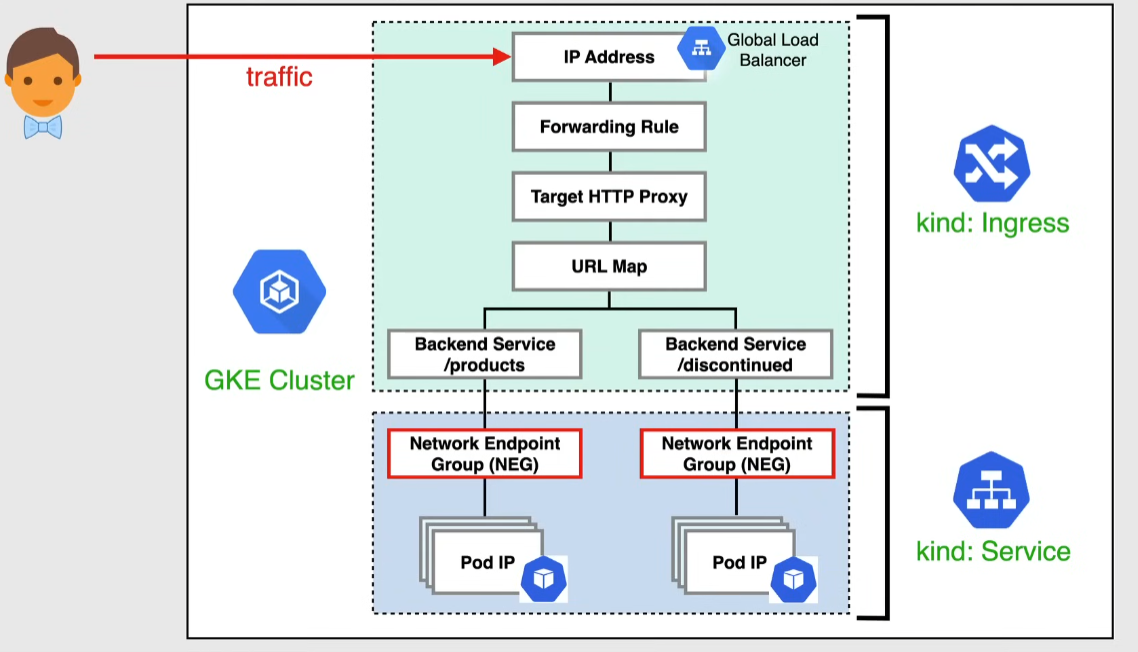 traffic
IP Address
Global Load
Balancer
Forwarding Rule
Target HTTP Proxy
URL Map
kind: Ingress
GKE Cluster
Backend Service
/products
Backend Service
/discontinued
Network Endpoint
Group (NEG)
Network Endpoint
Group (NEG)
Pod IP
Pod IP
kind: Service